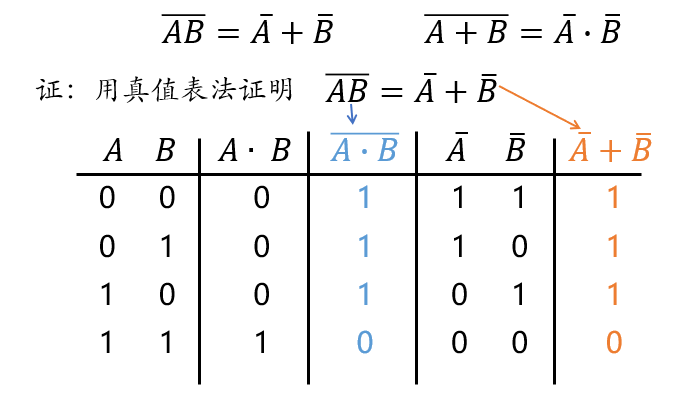 $\overline{AB} = \bar{A} + \bar{B}$ $\overline{A + B} = \bar{A} \cdot \bar{B}$
证：用真值表法证明 $\overline{AB} = \bar{A} + \bar{B}$
$A$ $B$ $A \cdot B$ $\overline{A \cdot B}$ $\bar{A}$ $\bar{B}$ $\bar{A} + \bar{B}$
0 0 0 1 1 1 1
0 1 0 1 1 0 1
1 0 0 1 0 1 1
1 1 1 0 0 0 0